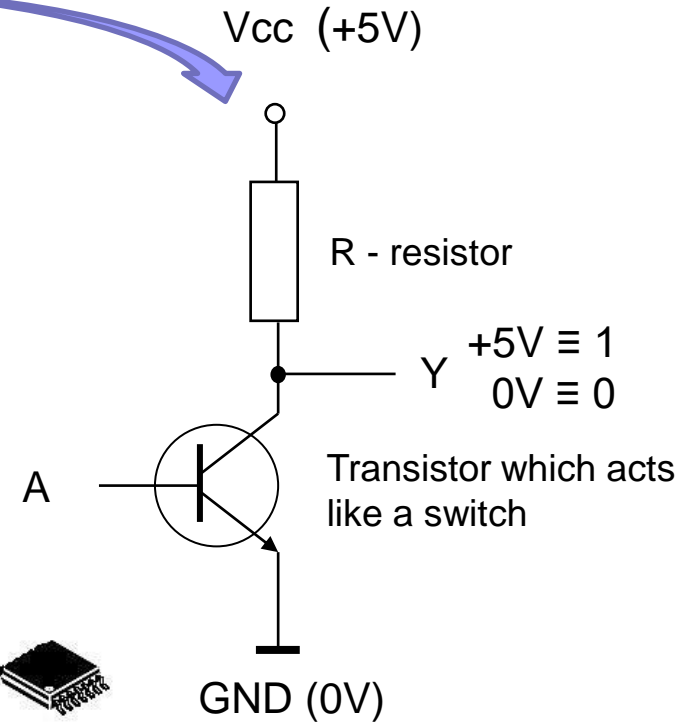 Vcc (+5V)
R - resistor
Y
+5V ≡ 1
0V ≡ 0
A
Transistor which acts
like a switch
GND (0V)